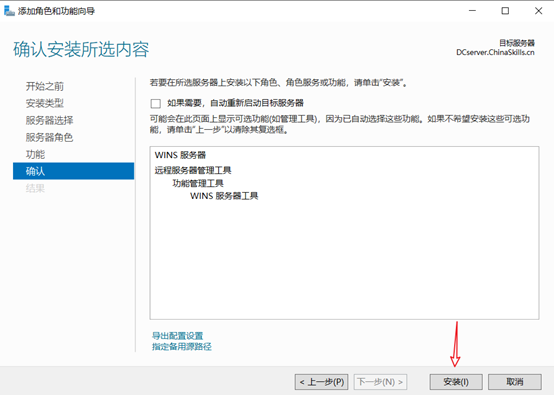 添加角色和功能向导
确认安装所选内容
目标服务器
DCserver.ChinaSkills.cn
开始之前
安装类型
服务器选择
服务器角色
功能
确认
结果
若要在所选服务器上安装以下角色、角色服务或功能，请单击“安装”。
如果需要，自动重新启动目标服务器
可能会在此页面上显示可选功能(如管理工具)，因为已自动选择这些功能。如果不希望安装这些可选功
能，请单击“上一步”以清除其复选框。
WINS 服务器
远程服务器管理工具
功能管理工具
WINS 服务器工具
导出配置设置
指定备用源路径
< 上一步(P)
下一步(N) >
安装(I)
取消